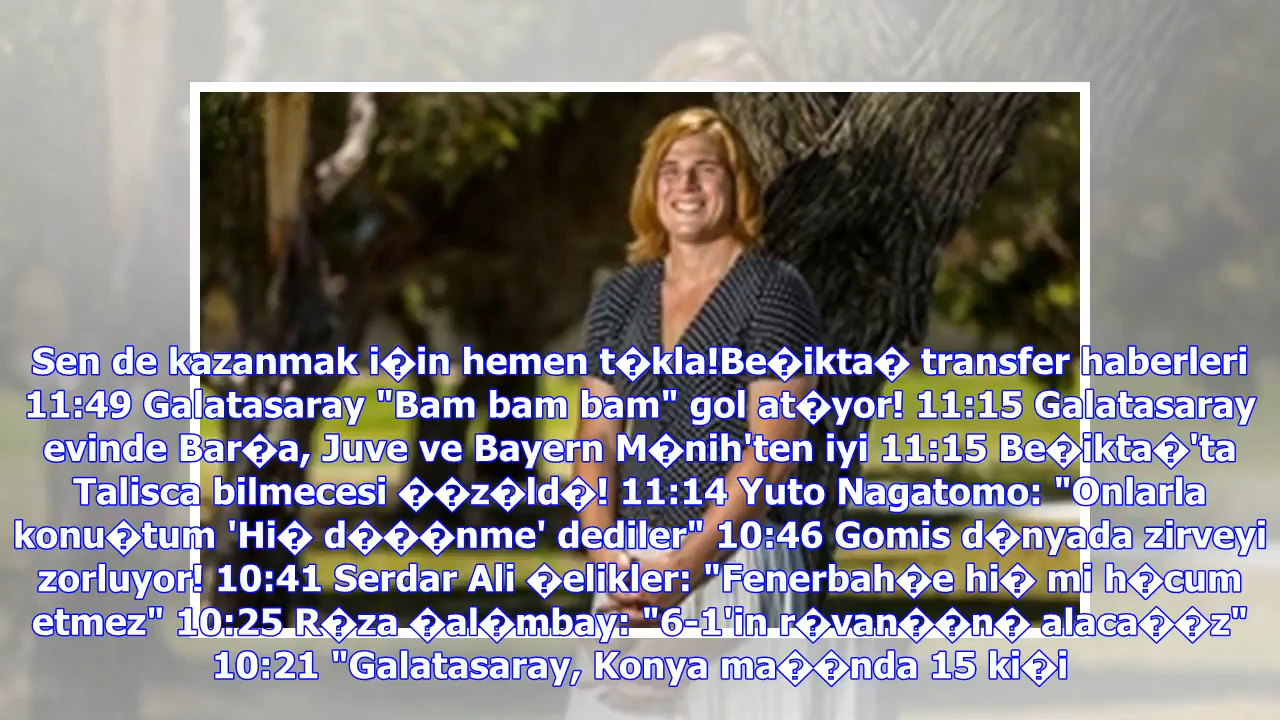 Sen de kazanmak i�in hemen t�kla!Be�ikta� transfer haberleri
11:49 Galatasaray "Bam bam bam" gol at�yor! 11:15 Galatasaray
evinde Bar�a, Juve ve Bayern M�nih'ten iyi 11:15 Be�ikta�'ta
Talisca bilmecesi ��z�ld�! 11:14 Yuto Nagatomo: "Onlarla
konu�tum 'Hi� d���nme' dediler" 10:46 Gomis d�nyada zirveyi
zorluyor! 10:41 Serdar Ali �elikler: "Fenerbah�e hi� mi h�cum
etmez" 10:25 R�za �al�mbay: "6-1'in r�van��n� alaca��z"
10:21 "Galatasaray, Konya ma��nda 15 ki�i